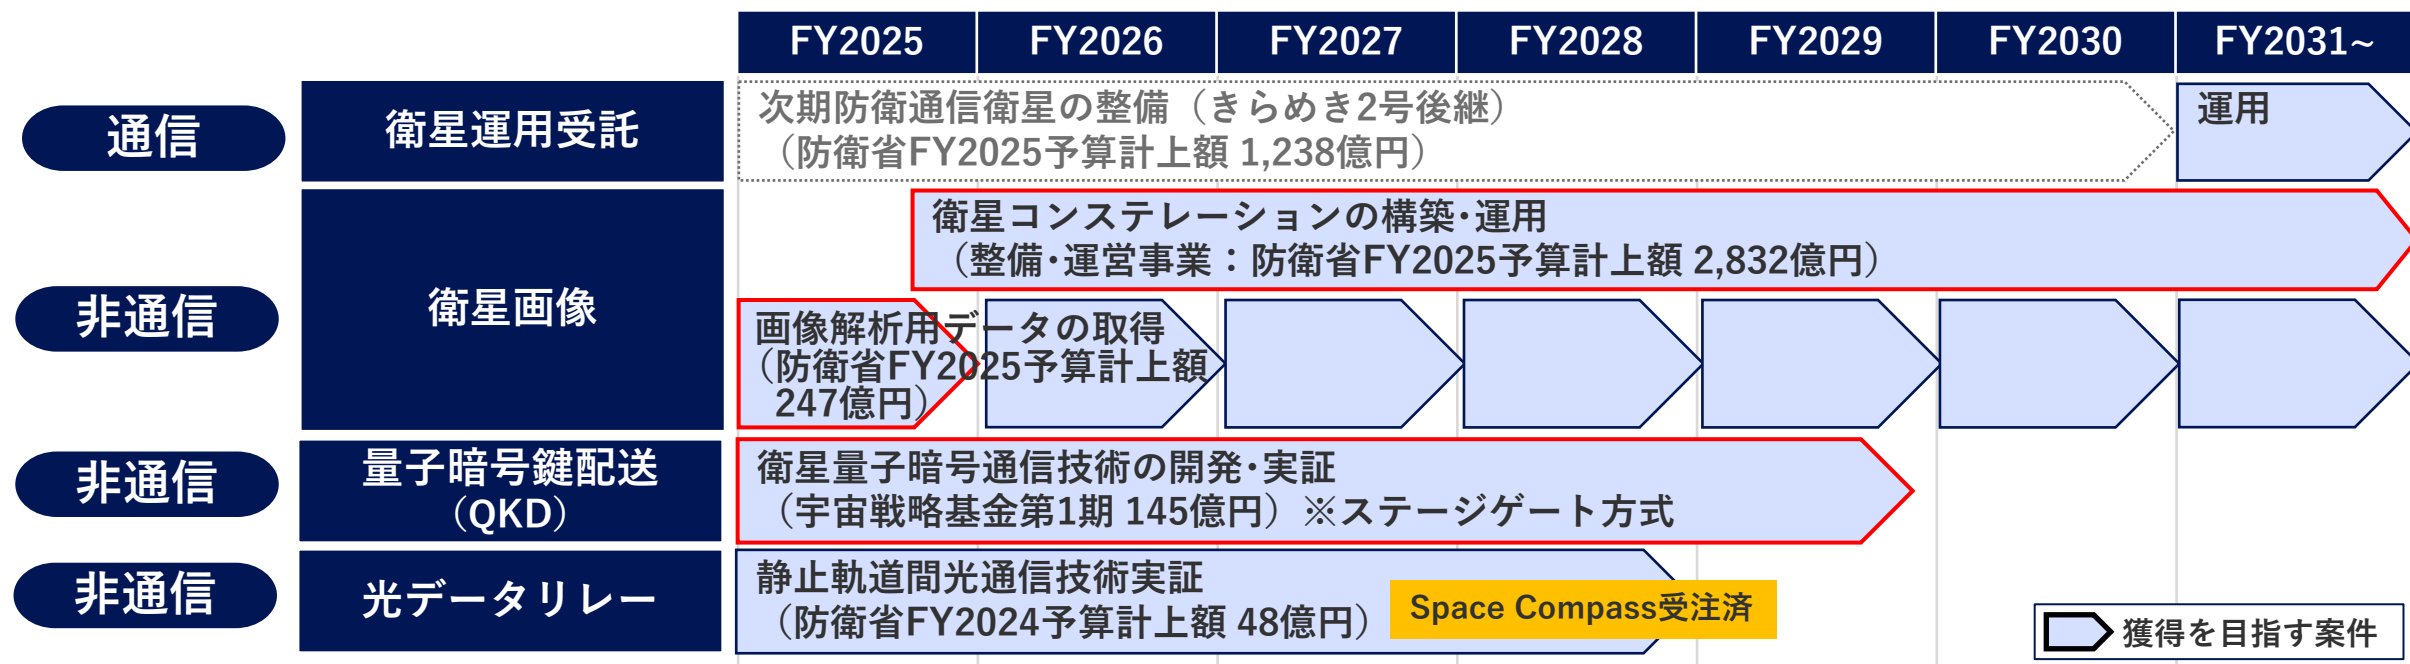 FY2025 FY2026 FY2027 FY2028 FY2029 FY2030 FY2031~
通信
衛星運用受託
次期防衛通信衛星の整備（きらめき2号後継）
（防衛省FY2025予算計上額 1,238億円）
運用
非通信
衛星画像
衛星コンステレーションの構築･運用
（整備･運営事業：防衛省FY2025予算計上額 2,832億円）
画像解析用データの取得
（防衛省FY2025予算計上額
247億円）
非通信
量子暗号鍵配送
（QKD）
衛星量子暗号通信技術の開発･実証
（宇宙戦略基金第1期 145億円）※ステージゲート方式
非通信
光データリレー
静止軌道間光通信技術実証
（防衛省FY2024予算計上額 48億円）
Space Compass受注済
獲得を目指す案件